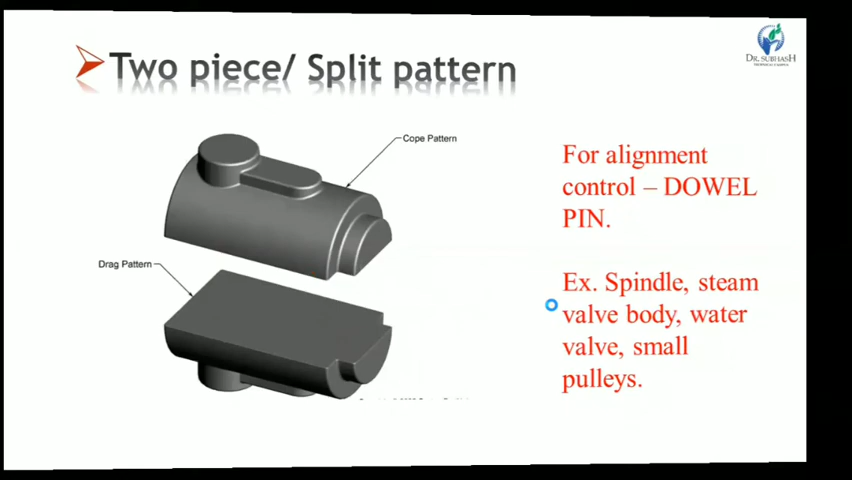 Two piece/ Split pattern
DR. SUBHASH
Cope Pattern
For alignment
control – DOWEL
PIN.
Drag Pattern
Ex. Spindle, steam
valve body, water
valve, small
pulleys.